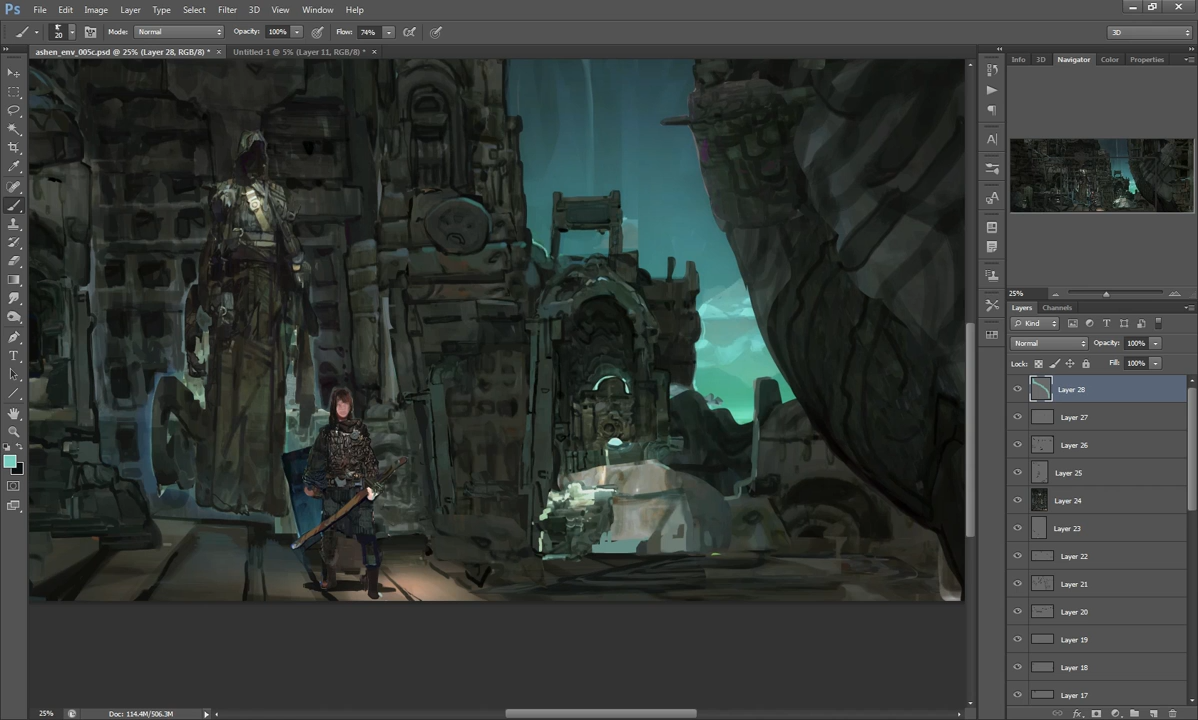 Ps File Edit Image Layer Type Select Filter 3D View Window Help
20 Mode: Normal Opacity: 100% Flow: 74% 3D
ashen_env_005c.psd @ 25% (Layer 28, RGB/8) * × Untitled-1 @ 5% (Layer 11, RGB/8) * ×
Info 3D Navigator Color Properties
25%
Layers Channels
Kind
Normal Opacity: 100%
Lock: Fill: 100%
Layer 28
Layer 27
Layer 26
Layer 25
Layer 24
Layer 23
Layer 22
Layer 21
Layer 20
Layer 19
Layer 18
Layer 17
25% Doc: 114.4M/506.3M